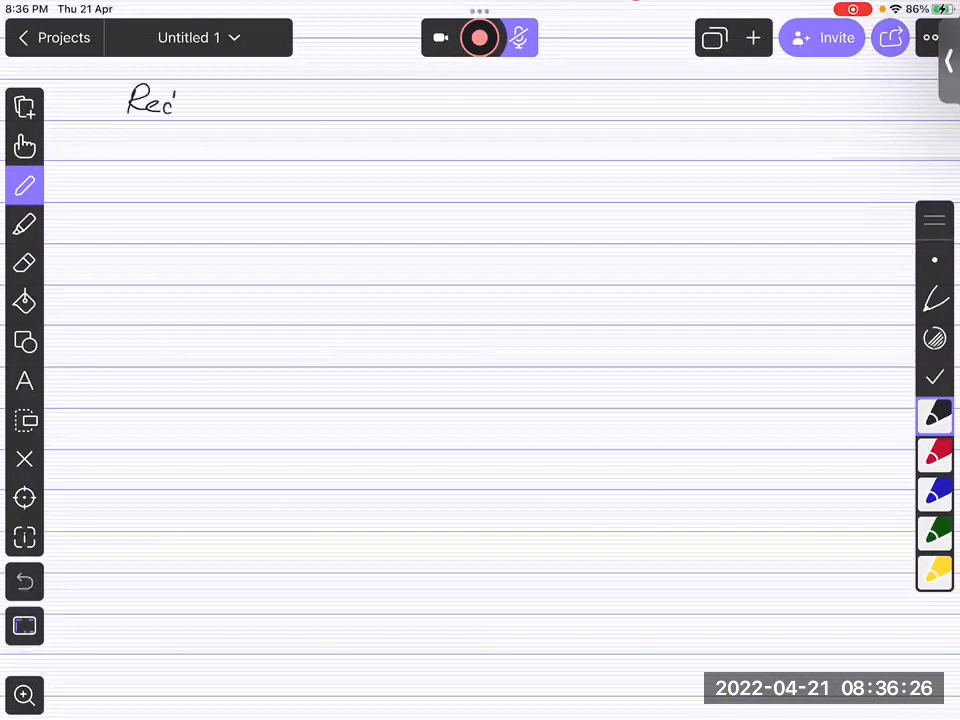 8:36 PM Thu 21 Apr 86%
Projects Untitled 1 Invite
Rec
A
2022-04-21 08:36:26